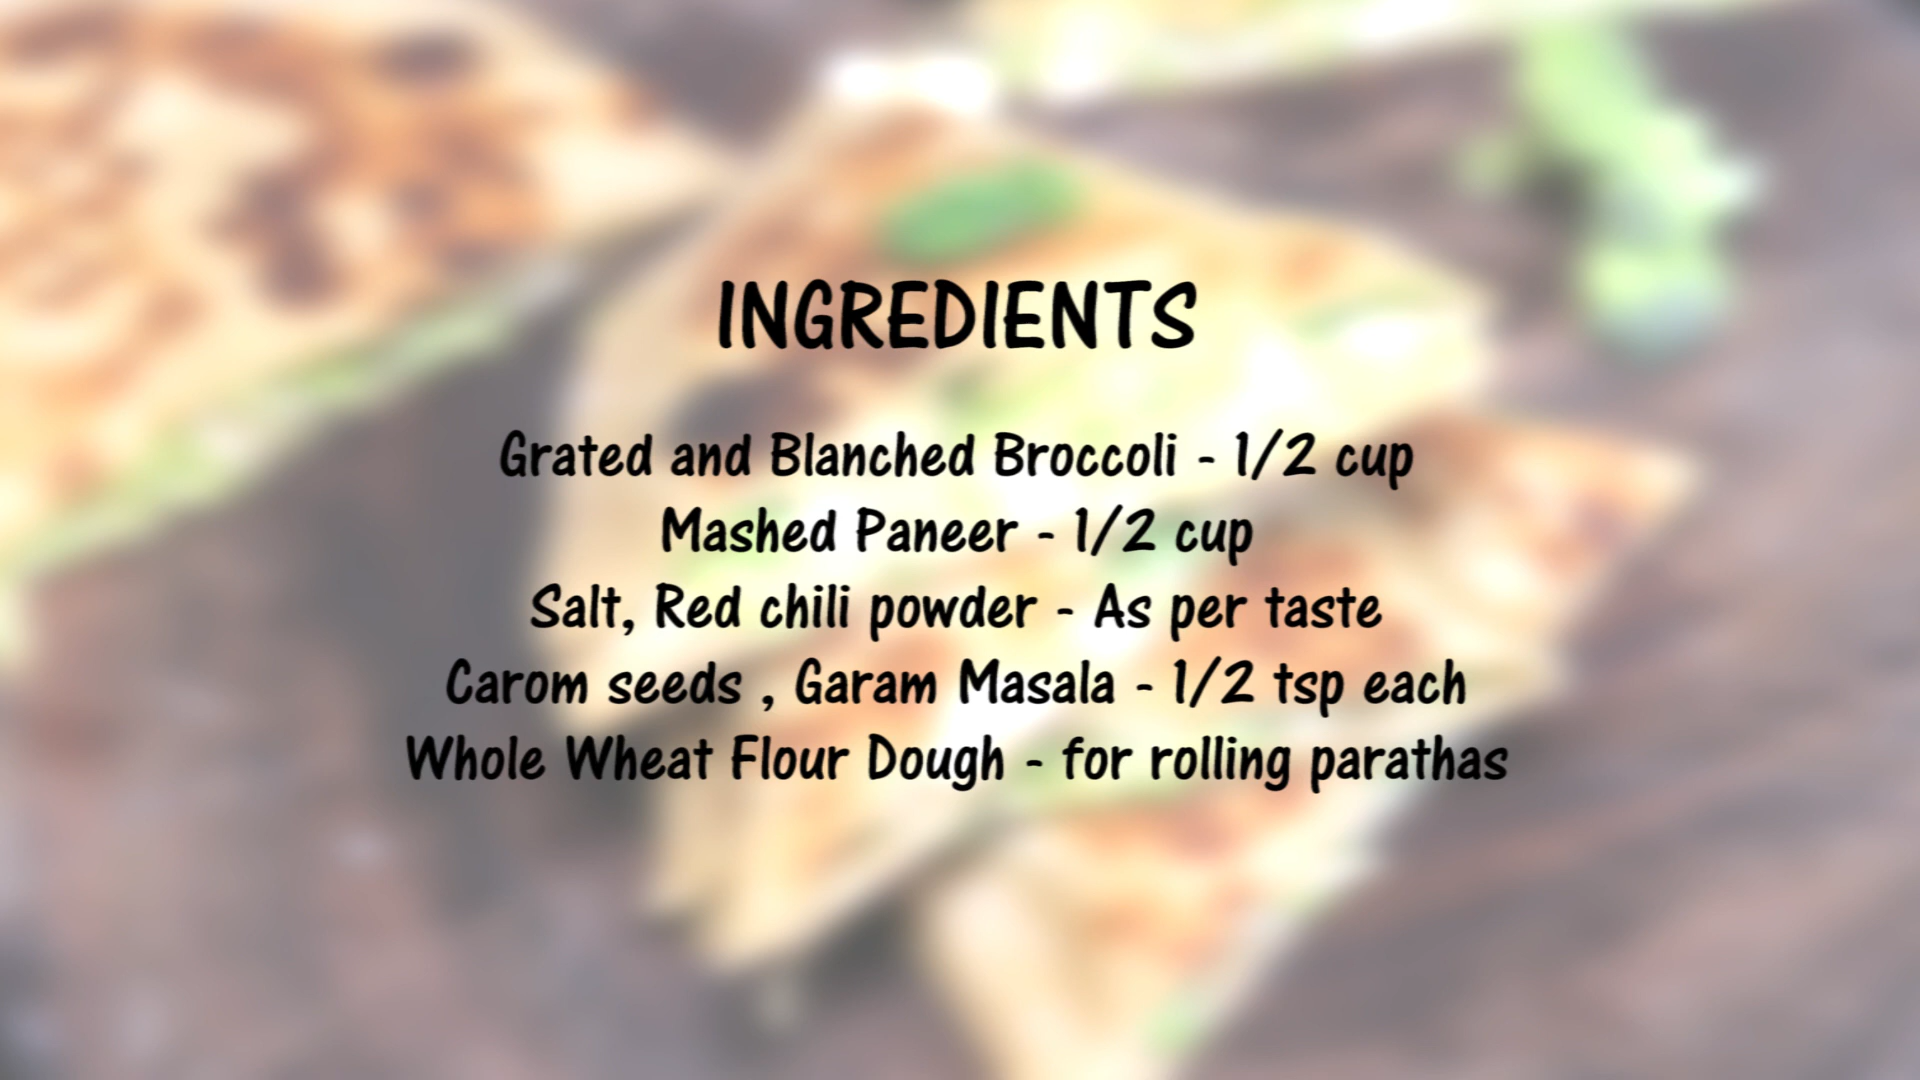 INGREDIENTS
Grated and Blanched Broccoli - 1/2 cup
Mashed Paneer - 1/2 cup
Salt, Red chili powder - As per taste
Carom seeds , Garam Masala - 1/2 tsp each
Whole Wheat Flour Dough - for rolling parathas